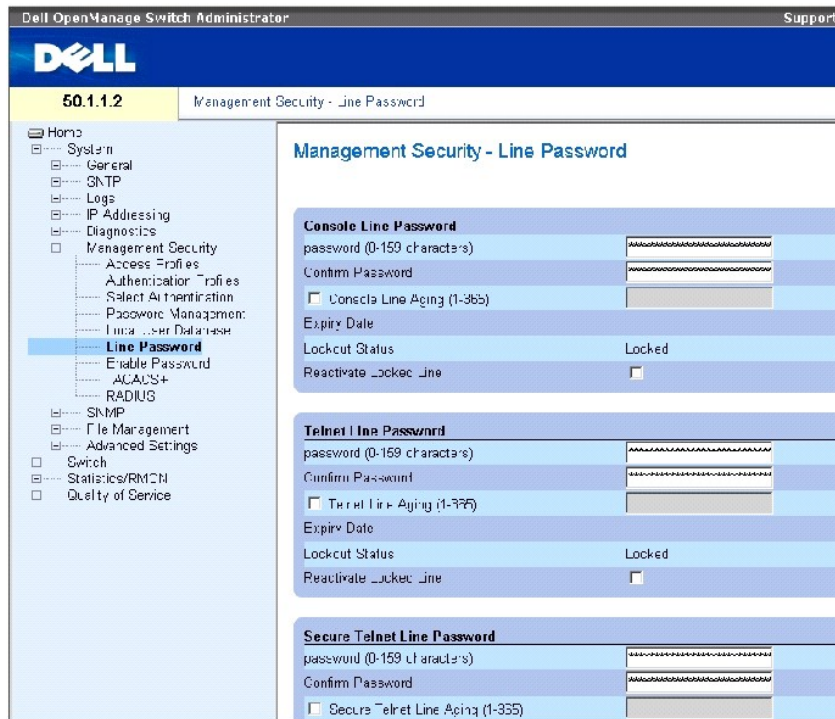 Dell OpenManage Switch Administrator
Support
DELL
50.1.1.2
Management Security - Line Password
Home
System
General
SNTP
Logs
IP Addressing
Diagnostics
Management Security
Access Profiles
Authentication Profiles
Select Authentication
Password Management
Local User Database
Line Password
Enable Password
TACACS+
RADIUS
SNMP
File Management
Advanced Settings
Switch
Statistics/RMON
Quality of Service
Management Security - Line Password
Console Line Password
password (0-159 characters)
Confirm Password
Console Line Aging (1-365)
Expiry Date
Lockout Status Locked
Reactivate Locked Line
Telnet Line Password
password (0-159 characters)
Confirm Password
Telnet Line Aging (1-365)
Expiry Date
Lockout Status Locked
Reactivate Locked Line
Secure Telnet Line Password
password (0-159 characters)
Confirm Password
Secure Telnet Line Aging (1-365)